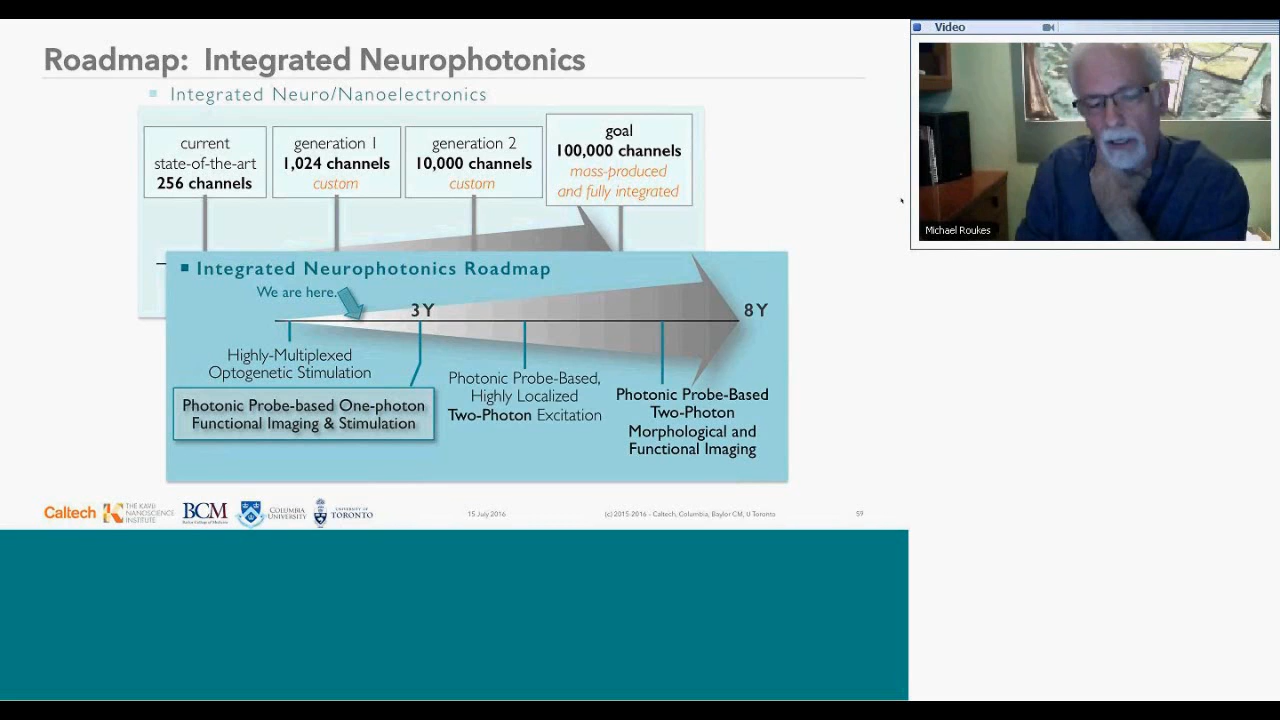 Roadmap: Integrated Neurophotonics
Integrated Neuro/Nanoelectronics
current
state-of-the-art
256 channels
generation 1
1,024 channels
custom
generation 2
10,000 channels
custom
goal
100,000 channels
mass-produced
and fully integrated
Integrated Neurophotonics Roadmap
We are here.
3Y
8Y
Highly-Multiplexed
Optogenetic Stimulation
Photonic Probe-based One-photon
Functional Imaging & Stimulation
Photonic Probe-Based,
Highly Localized
Two-Photon Excitation
Photonic Probe-Based
Two-Photon
Morphological and
Functional Imaging
Caltech
THE KAVLI
NANOSCIENCE
INSTITUTE
BCM
Baylor College of Medicine
COLUMBIA
UNIVERSITY
UNIVERSITY OF
TORONTO
15 July 2016
(c) 2015-2016 - Caltech, Columbia, Baylor CM, U Toronto
59
Video
Michael Roukes